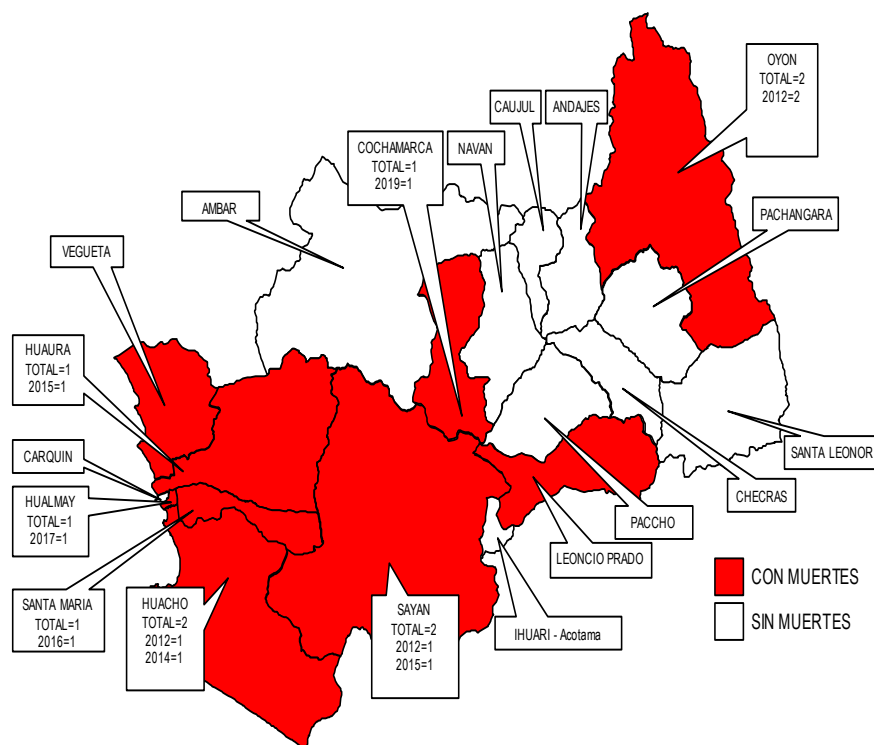 OYON
TOTAL=2
2012=2
CAUJUL
ANDAJES
COCHAMARCA
TOTAL=1
2019=1
NAVAN
AMBAR
PACHANGARA
VEGUETA
HUAURA
TOTAL=1
2015=1
CARQUIN
HUALMAY
TOTAL=1
2017=1
SANTA MARIA
TOTAL=1
2016=1
HUACHO
TOTAL=2
2012=1
2014=1
SAYAN
TOTAL=2
2012=1
2015=1
IHUARI - Acotama
LEONCIO PRADO
PACCHO
CHECRAS
SANTA LEONOR
CON MUERTES
SIN MUERTES